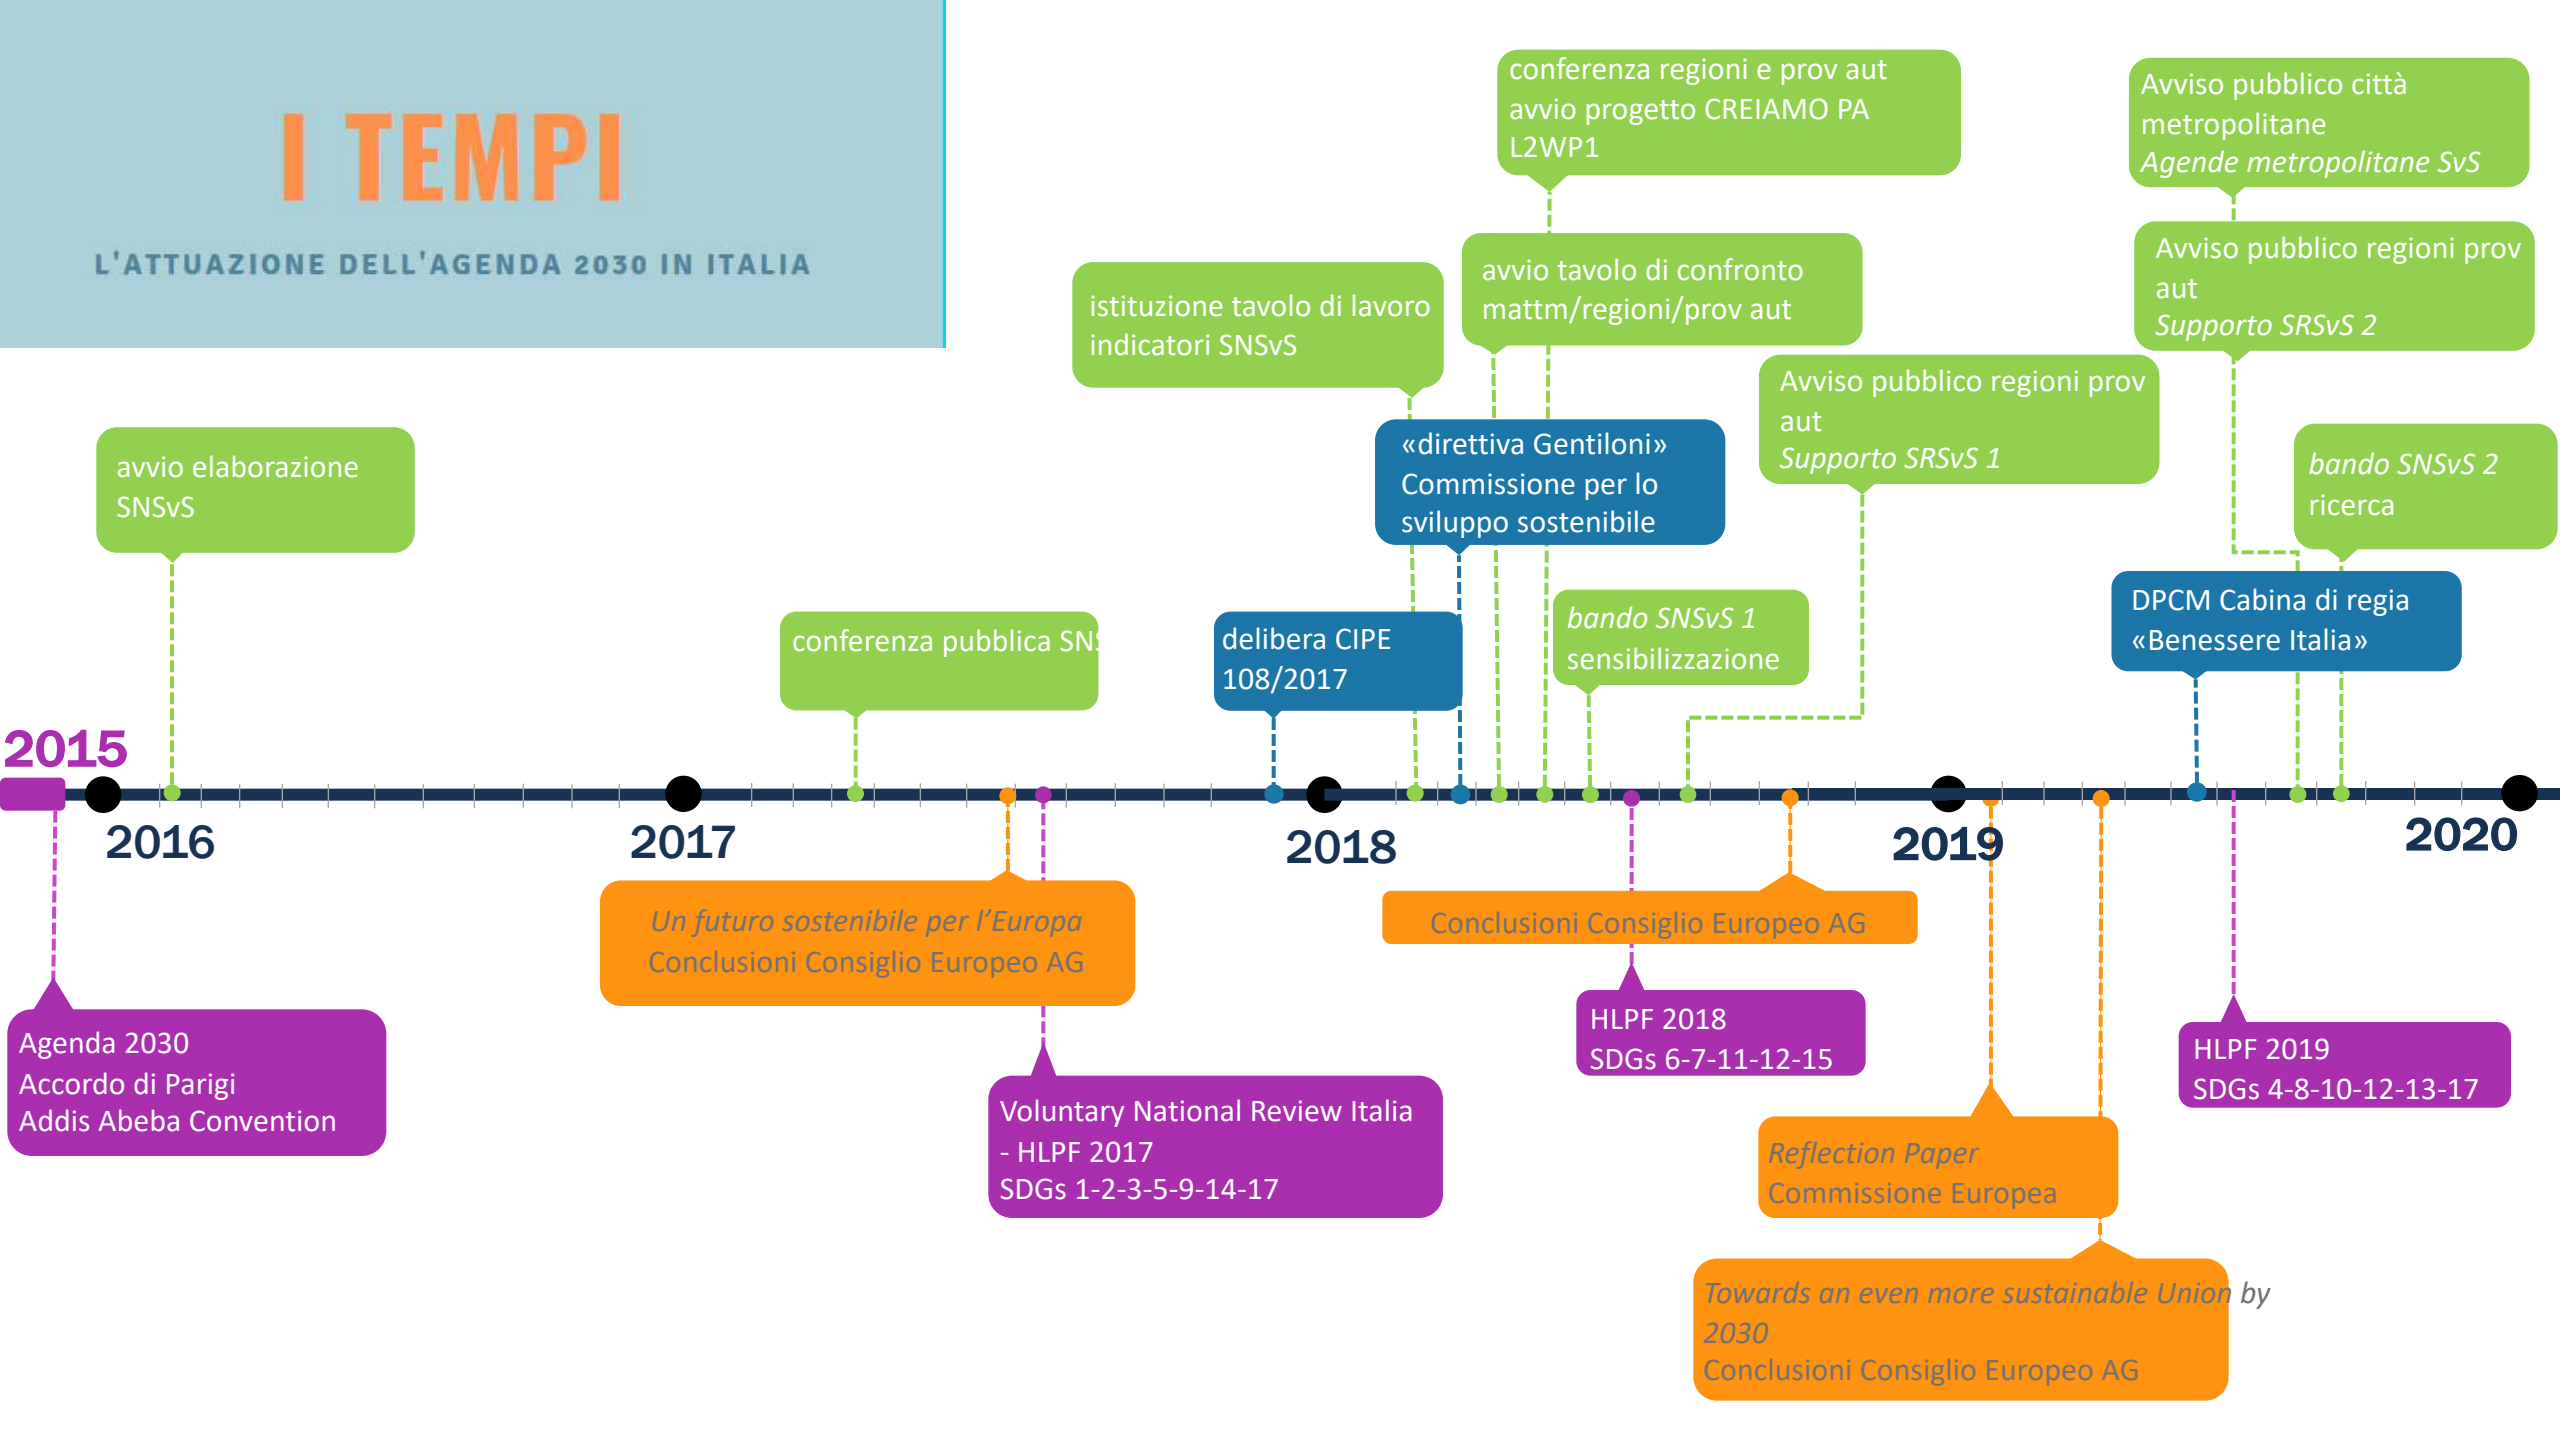 I TEMPI
L'ATTUAZIONE DELL'AGENDA 2030 IN ITALIA
conferenza regioni e prov aut
avvio progetto CREIAMO PA
L2WP1
Avviso pubblico città
metropolitane
Agende metropolitane SvS
istituzione tavolo di lavoro
indicatori SNSvS
avvio tavolo di confronto
mattm/regioni/prov aut
Avviso pubblico regioni prov
aut
Supporto SRSvS 2
avvio elaborazione
SNSvS
«direttiva Gentiloni»
Commissione per lo
sviluppo sostenibile
Avviso pubblico regioni prov
aut
Supporto SRSvS 1
bando SNSvS 2
ricerca
conferenza pubblica SNS
delibera CIPE
108/2017
bando SNSvS 1
sensibilizzazione
DPCM Cabina di regia
«Benessere Italia»
2015
2016
2017
2018
2019
2020
Un futuro sostenibile per l’Europa
Conclusioni Consiglio Europeo AG
Conclusioni Consiglio Europeo AG
Agenda 2030
Accordo di Parigi
Addis Abeba Convention
Voluntary National Review Italia
- HLPF 2017
SDGs 1-2-3-5-9-14-17
HLPF 2018
SDGs 6-7-11-12-15
HLPF 2019
SDGs 4-8-10-12-13-17
Reflection Paper
Commissione Europea
Towards an even more sustainable Union by
2030
Conclusioni Consiglio Europeo AG